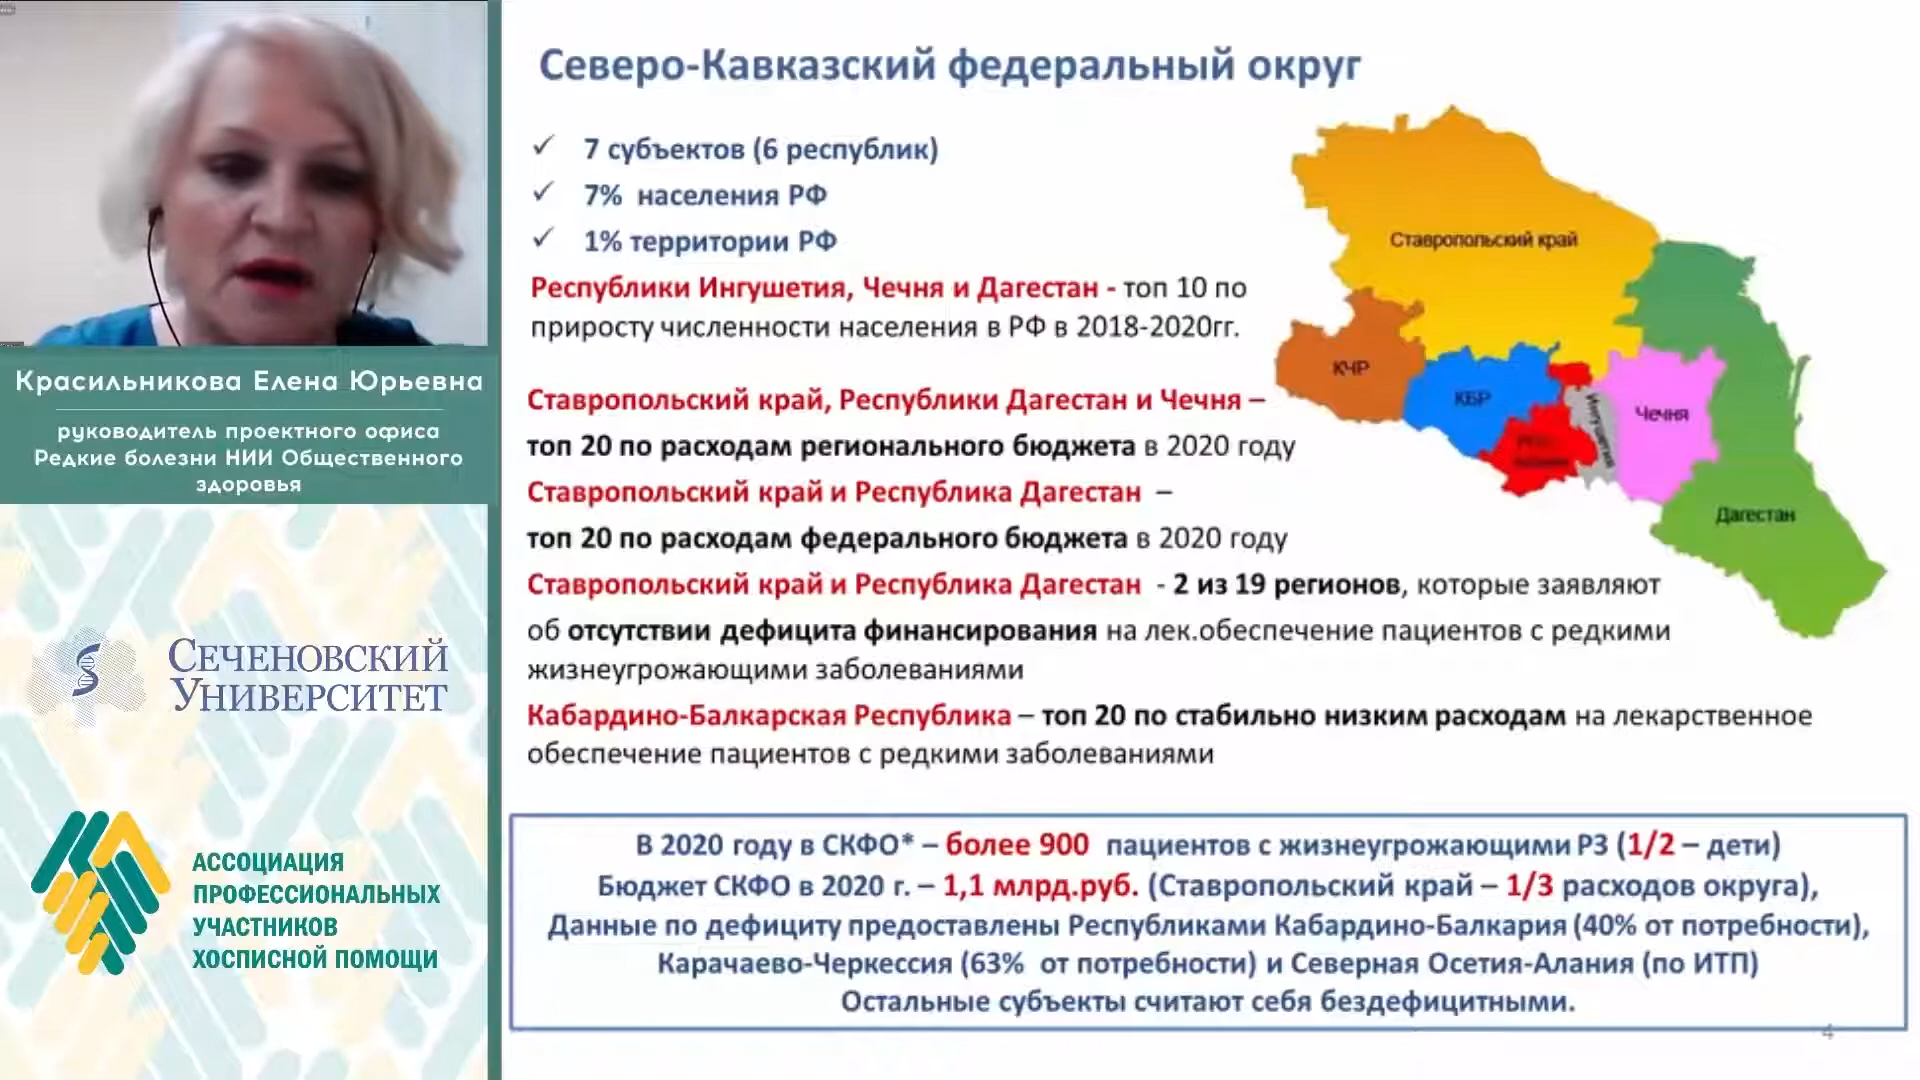 Северо-Кавказский федеральный округ
7 субъектов (6 республик)
7% населения РФ
1% территории РФ
Республики Ингушетия, Чечня и Дагестан - топ 10 по
приросту численности населения в РФ в 2018-2020гг.
Ставропольский край, Республики Дагестан и Чечня –
топ 20 по расходам регионального бюджета в 2020 году
Ставропольский край и Республика Дагестан –
топ 20 по расходам федерального бюджета в 2020 году
Ставропольский край и Республика Дагестан - 2 из 19 регионов, которые заявляют
об отсутствии дефицита финансирования на лек.обеспечение пациентов с редкими
жизнеугрожающими заболеваниями
Кабардино-Балкарская Республика – топ 20 по стабильно низким расходам на лекарственное
обеспечение пациентов с редкими заболеваниями
Ставропольский край
КЧР
КБР
Ингушетия
Чечня
Дагестан
В 2020 году в СКФО* – более 900 пациентов с жизнеугрожающими РЗ (1/2 – дети)
Бюджет СКФО в 2020 г. – 1,1 млрд.руб. (Ставропольский край – 1/3 расходов округа),
Данные по дефициту предоставлены Республиками Кабардино-Балкария (40% от потребности),
Карачаево-Черкессия (63% от потребности) и Северная Осетия-Алания (по ИТП)
Остальные субъекты считают себя бездефицитными.
4
Красильникова Елена Юрьевна
руководитель проектного офиса
Редкие болезни НИИ Общественного
здоровья
СЕЧЕНОВСКИЙ
УНИВЕРСИТЕТ
АССОЦИАЦИЯ
ПРОФЕССИОНАЛЬНЫХ
УЧАСТНИКОВ
ХОСПИСНОЙ ПОМОЩИ